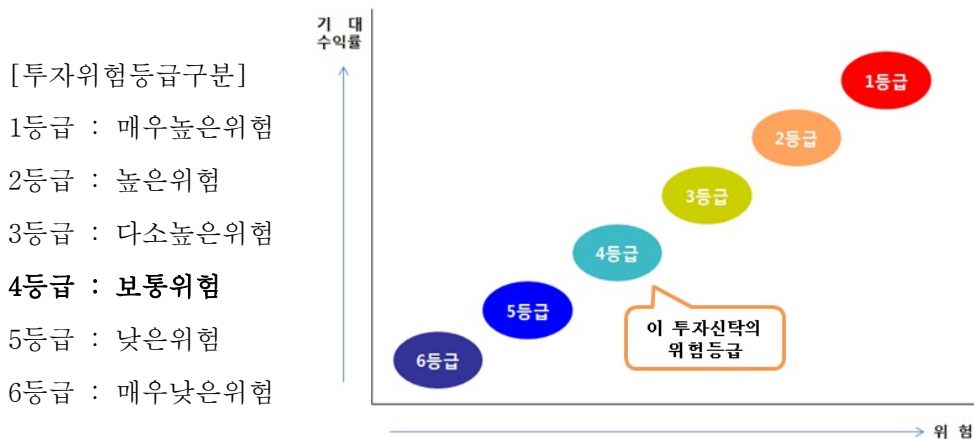 [투자위험등급구분]
1등급 : 매우높은위험
2등급 : 높은위험
3등급 : 다소높은위험
4등급 : 보통위험
5등급 : 낮은위험
6등급 : 매우낮은위험
기 대
수익률
1등급
2등급
3등급
4등급
5등급
6등급
이 투자신탁의
위험등급
위 험